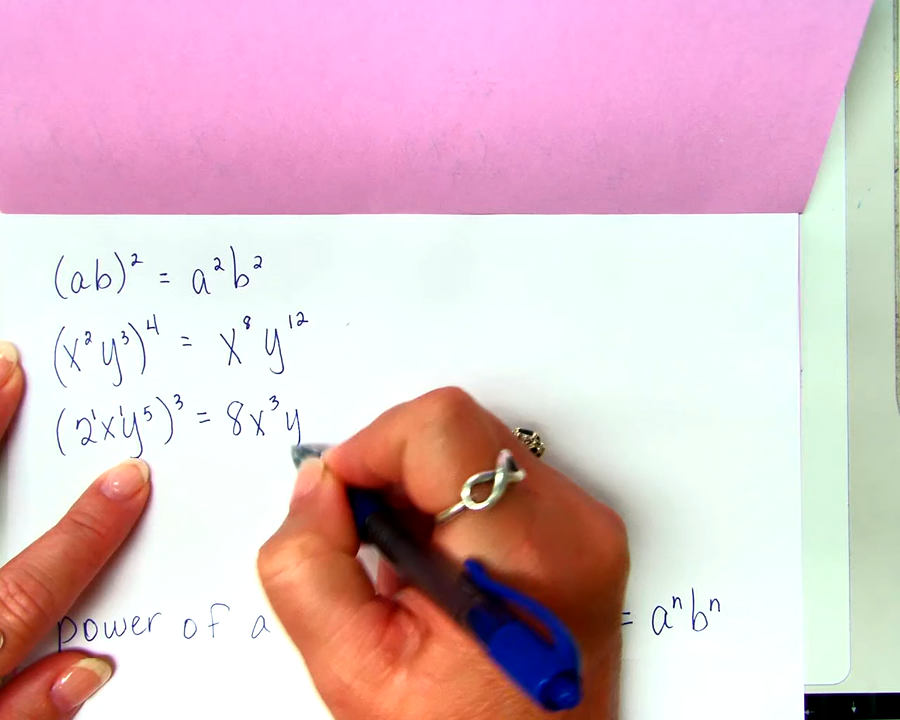 (ab)² = a²b²
(x²y³)⁴ = x⁸y¹²
(2¹x¹y⁵)³ = 8x³y
power of a = aⁿbⁿ